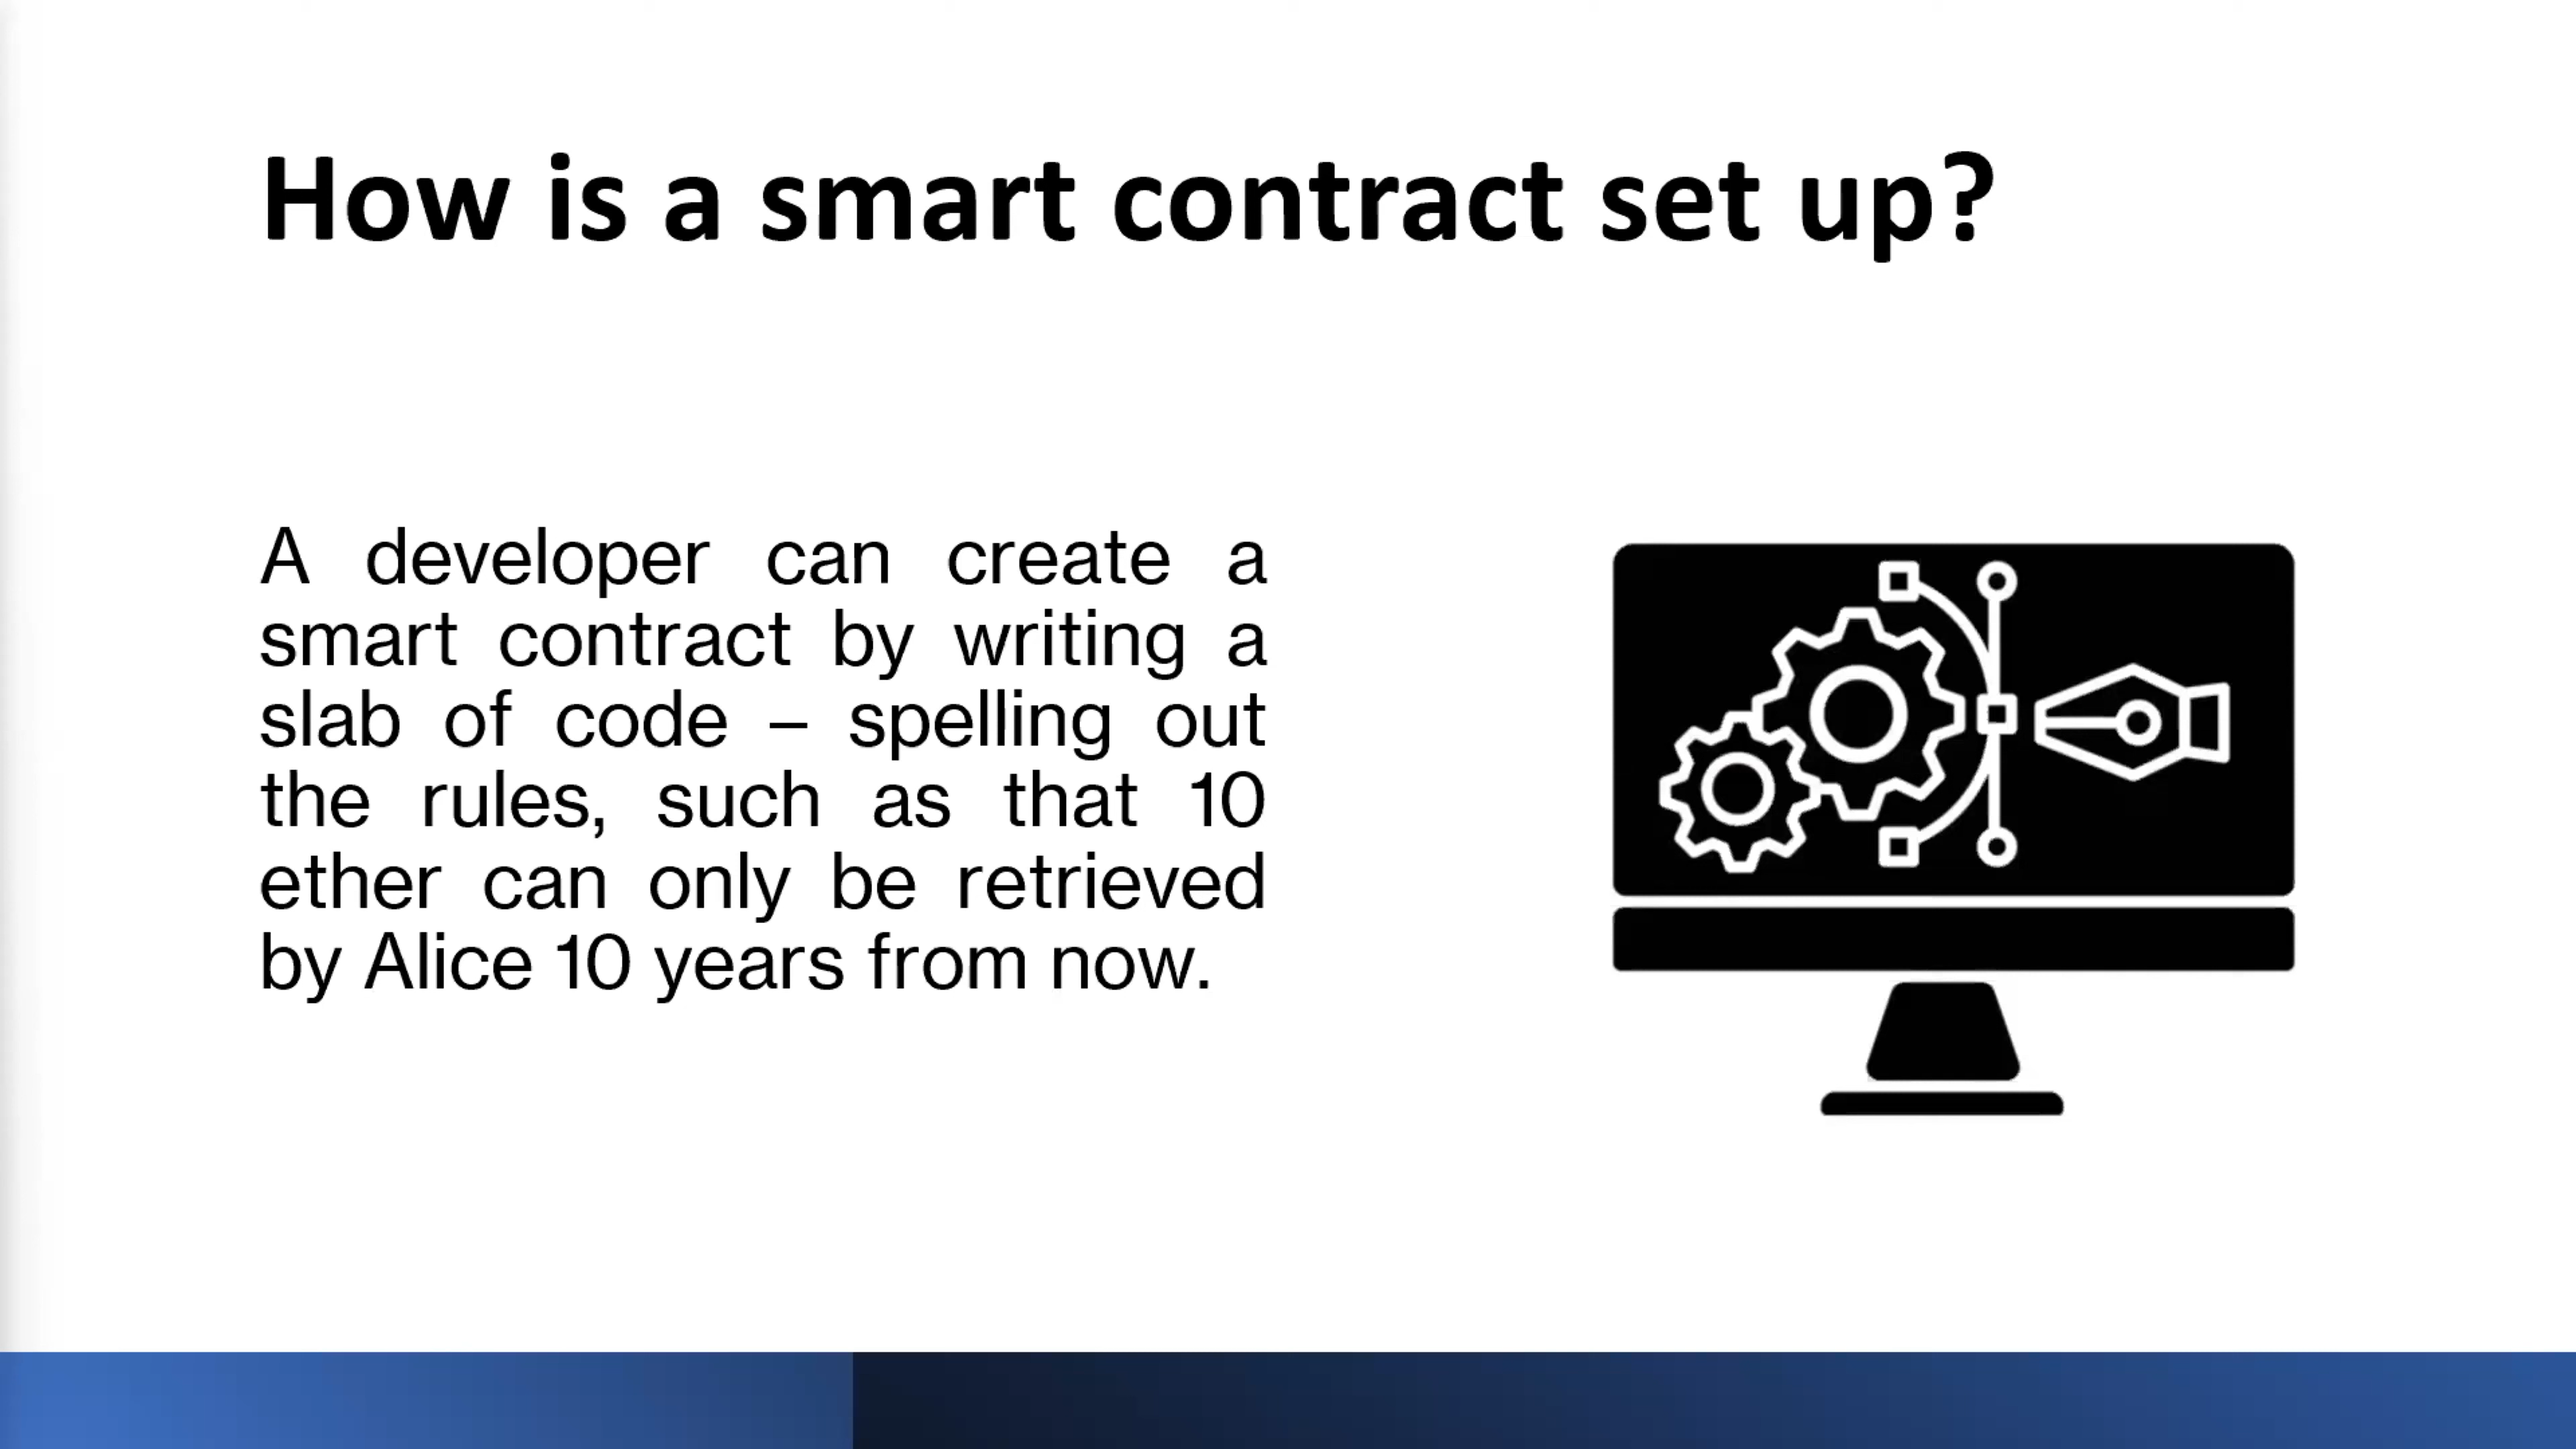 How is a smart contract set up?
A developer can create a
smart contract by writing a
slab of code – spelling out
the rules, such as that 10
ether can only be retrieved
by Alice 10 years from now.